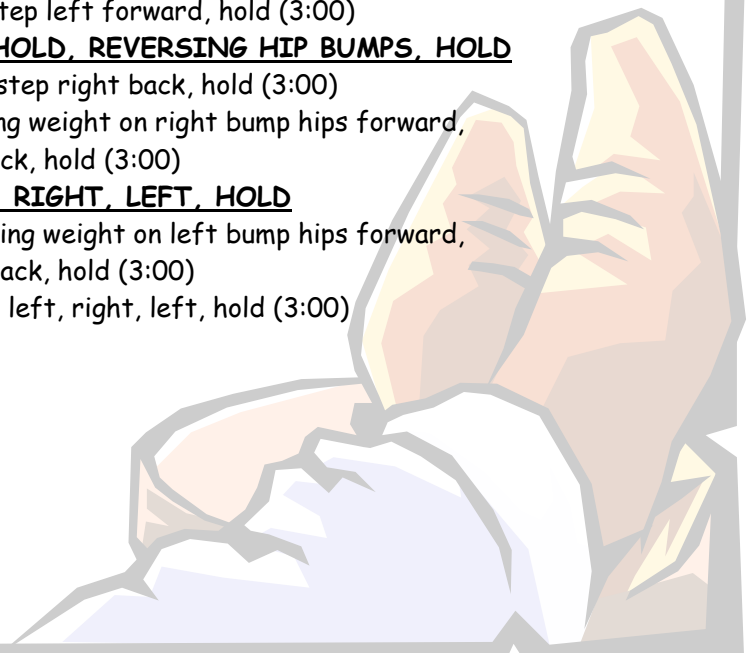 tep left forward, hold (3:00)
HOLD, REVERSING HIP BUMPS, HOLD
step right back, hold (3:00)
ng weight on right bump hips forward,
ck, hold (3:00)
RIGHT, LEFT, HOLD
ing weight on left bump hips forward,
ack, hold (3:00)
left, right, left, hold (3:00)